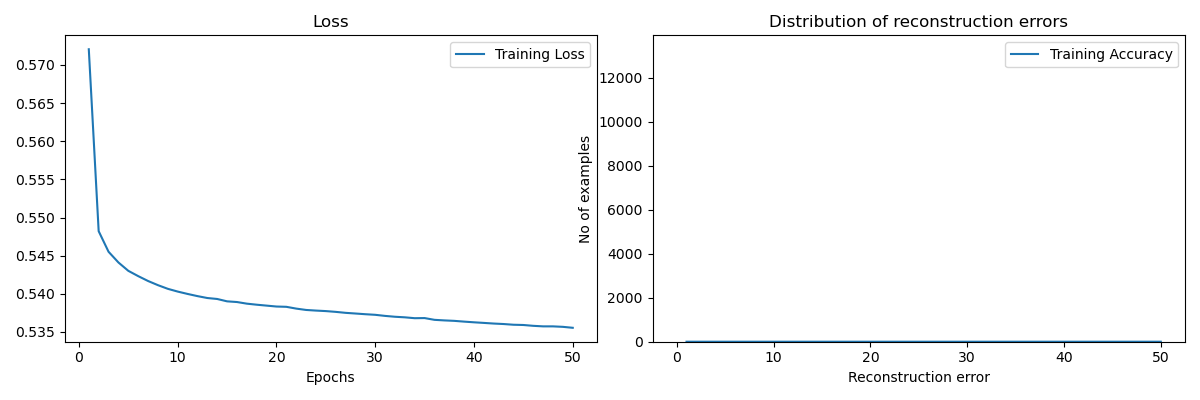 Loss
Training Loss
0.570
0.565
0.560
0.555
0.550
0.545
0.540
0.535
0 10 20 30 40 50
Epochs
Distribution of reconstruction errors
Training Accuracy
No of examples
12000
10000
8000
6000
4000
2000
0
0 10 20 30 40 50
Reconstruction error